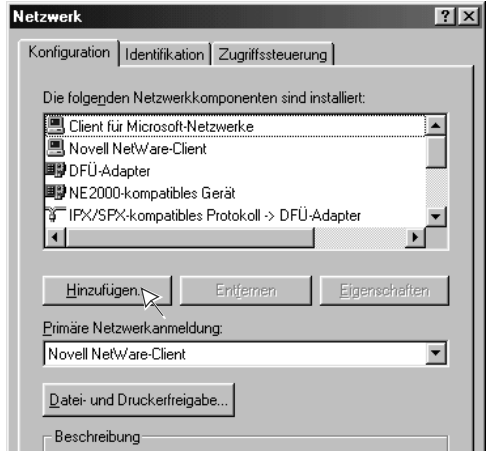 Netzwerk
Konfiguration Identifikation Zugriffssteuerung
Die folgenden Netzwerkkomponenten sind installiert:
Client für Microsoft-Netzwerke
Novell NetWare-Client
DFÜ-Adapter
NE2000-kompatibles Gerät
IPX/SPX-kompatibles Protokoll -> DFÜ-Adapter
Hinzufügen... Entfernen Eigenschaften
Primäre Netzwerkanmeldung:
Novell NetWare-Client
Datei- und Druckerfreigabe...
Beschreibung